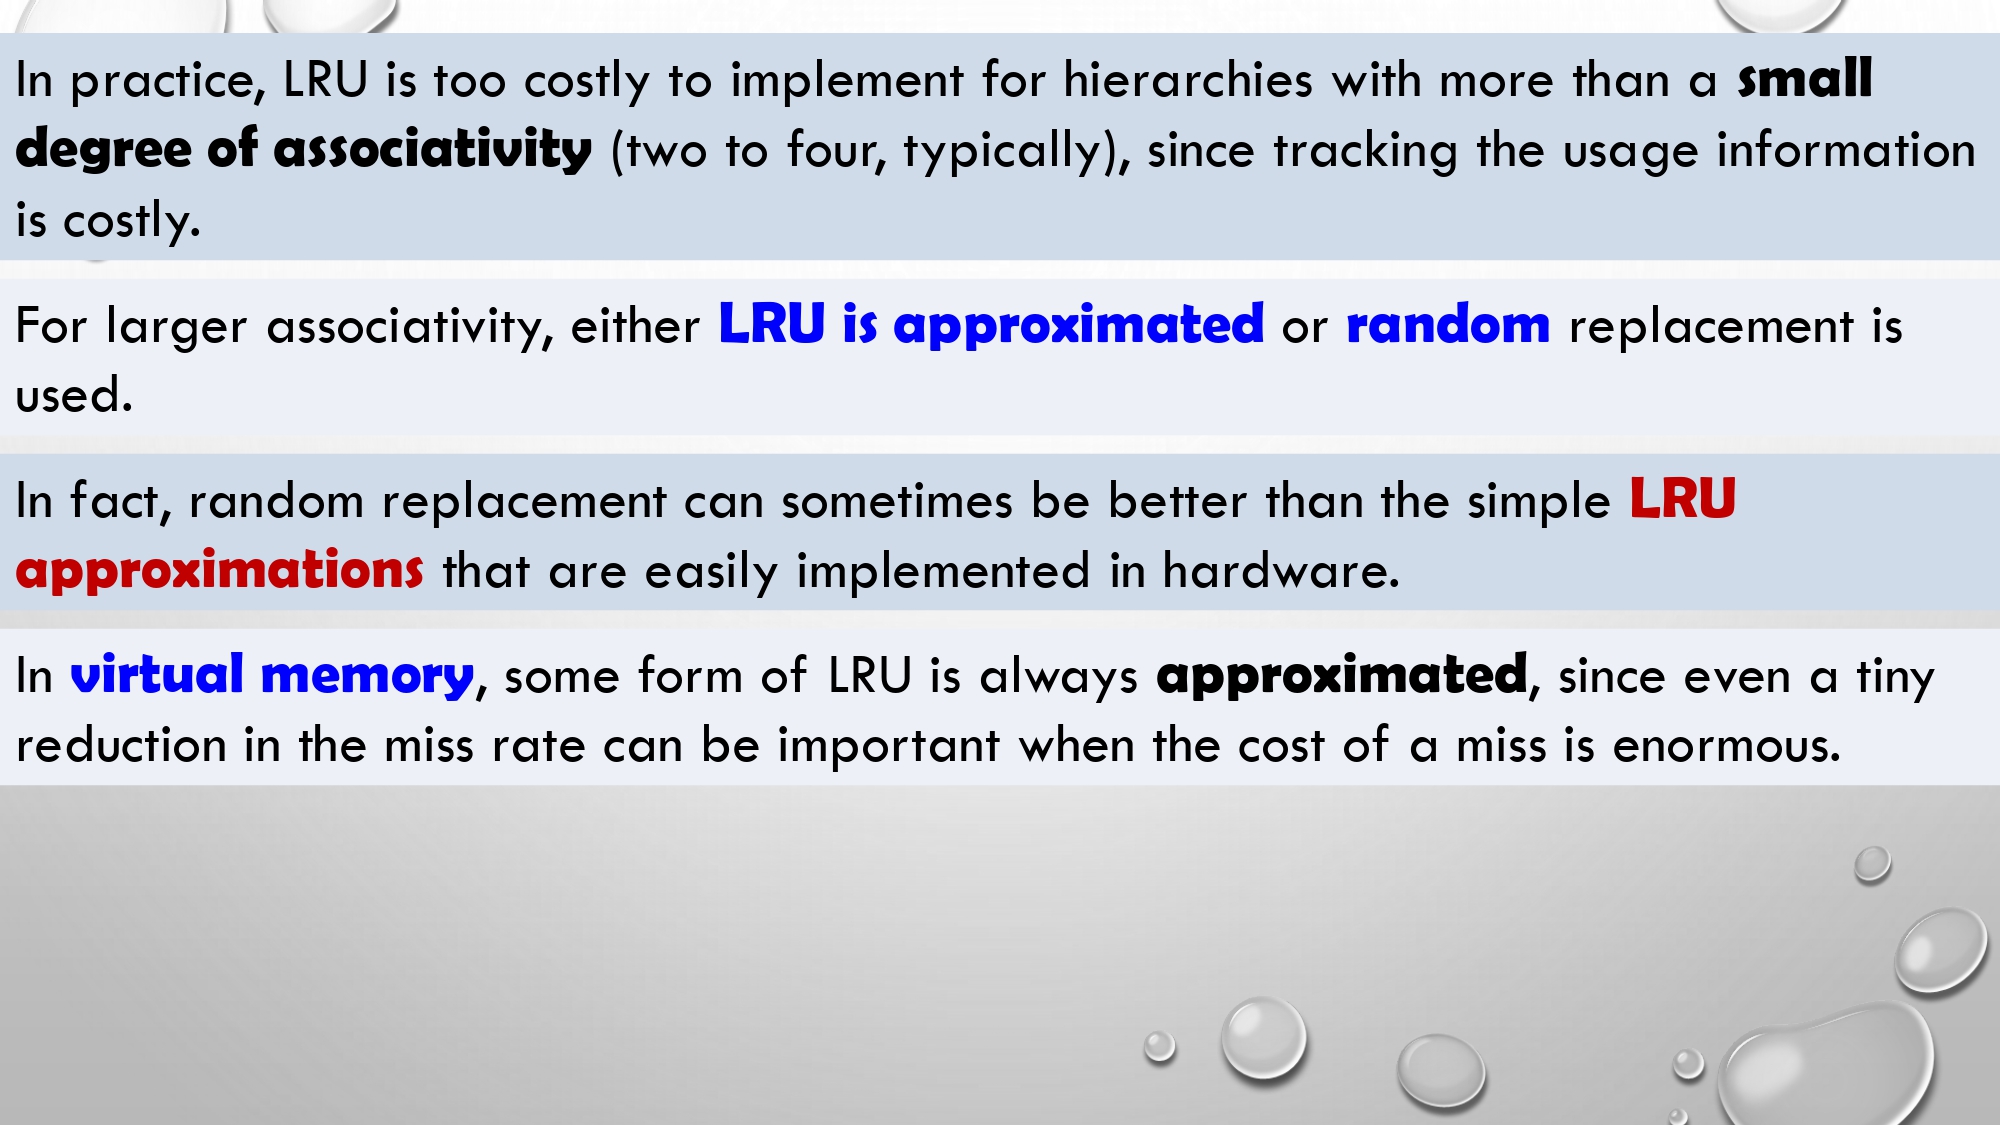 In practice, LRU is too costly to implement for hierarchies with more than a small
degree of associativity (two to four, typically), since tracking the usage information
is costly.
For larger associativity, either LRU is approximated or random replacement is
used.
In fact, random replacement can sometimes be better than the simple LRU
approximations that are easily implemented in hardware.
In virtual memory, some form of LRU is always approximated, since even a tiny
reduction in the miss rate can be important when the cost of a miss is enormous.